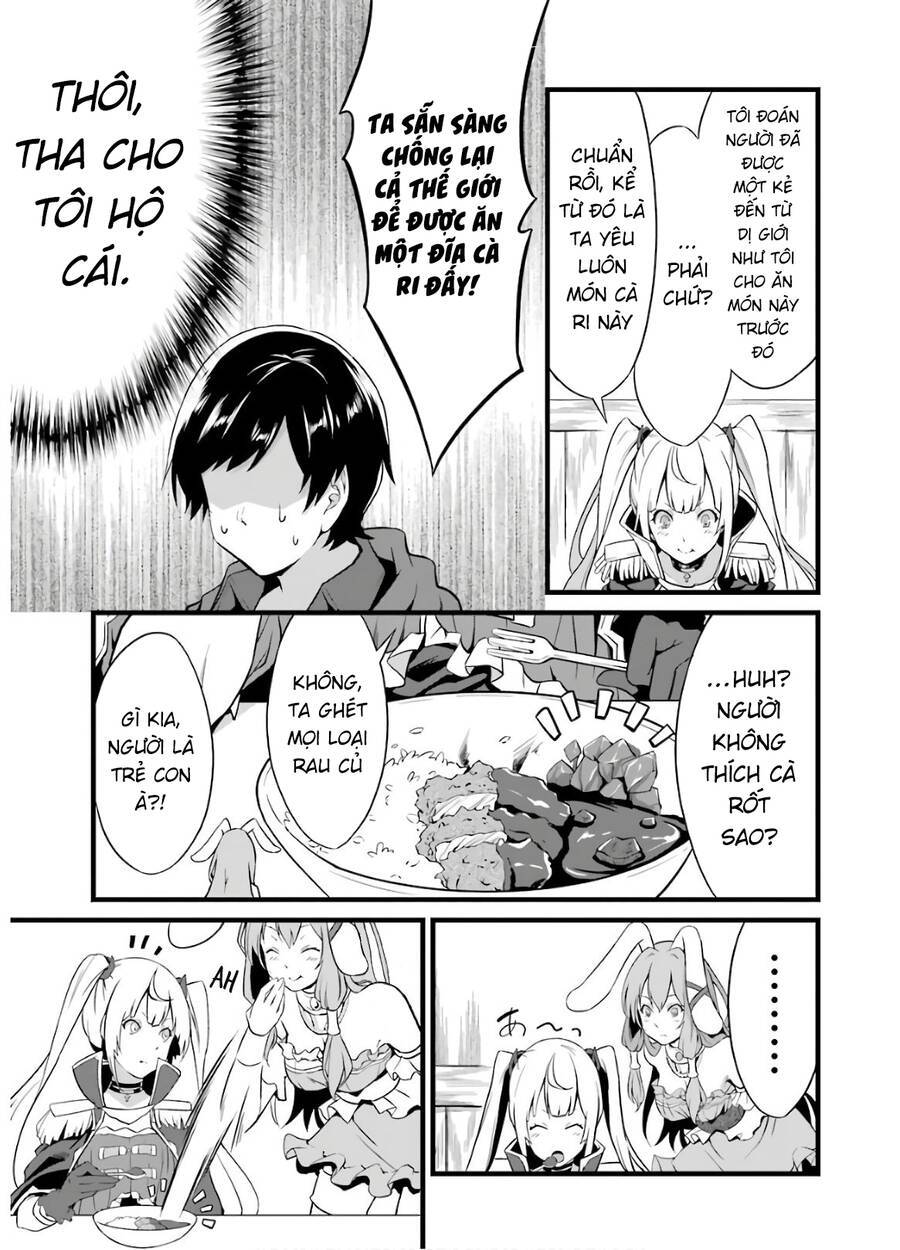 TÔI ĐOÁN
NGƯỜI ĐÃ
ĐƯỢC
MỘT KẺ
ĐẾN TỪ
DỊ GIỚI
NHƯ TÔI
CHO ĂN
MÓN NÀY
TRƯỚC
ĐÓ
...
PHẢI
CHỨ?
CHUẨN
RỒI, KỂ
TỪ ĐÓ LÀ
TA YÊU
LUÔN
MÓN CÀ
RI NÀY
TA SẴN SÀNG
CHỐNG LẠI
CẢ THẾ GIỚI
ĐỂ ĐƯỢC ĂN
MỘT ĐĨA CÀ
RI ĐẤY!
THÔI,
THA CHO
TÔI HỘ
CÁI.
...HUH?
NGƯỜI
KHÔNG
THÍCH CÀ
RỐT
SAO?
KHÔNG,
TA GHÉT
MỌI LOẠI
RAU CỦ
GÌ KIA,
NGƯỜI LÀ
TRẺ CON
À?!
........
あ～っ
AH